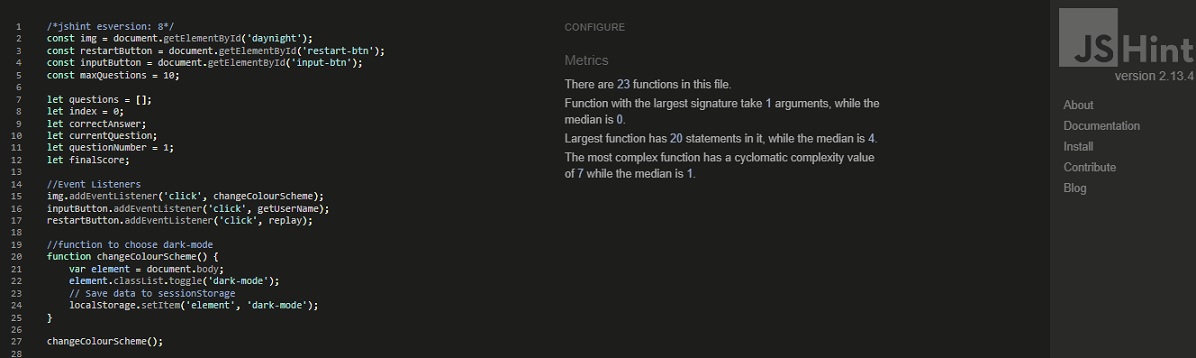 1 /*jshint esversion: 8*/
2 const img = document.getElementById('daynight');
3 const restartButton = document.getElementById('restart-btn');
4 const inputButton = document.getElementById('input-btn');
5 const maxQuestions = 10;
6
7 let questions = [];
8 let index = 0;
9 let correctAnswer;
10 let currentQuestion;
11 let questionNumber = 1;
12 let finalScore;
13
14 //Event Listeners
15 img.addEventListener('click', changeColourScheme);
16 inputButton.addEventListener('click', getUserName);
17 restartButton.addEventListener('click', replay);
18
19 //function to choose dark-mode
20 function changeColourScheme() {
21 var element = document.body;
22 element.classList.toggle('dark-mode');
23 // Save data to sessionStorage
24 localStorage.setItem('element', 'dark-mode');
25 }
26
27 changeColourScheme();
28
CONFIGURE
Metrics
There are 23 functions in this file.
Function with the largest signature take 1 arguments, while the
median is 0.
Largest function has 20 statements in it, while the median is 4.
The most complex function has a cyclomatic complexity value
of 7 while the median is 1.
JSHint
version 2.13.4
About
Documentation
Install
Contribute
Blog